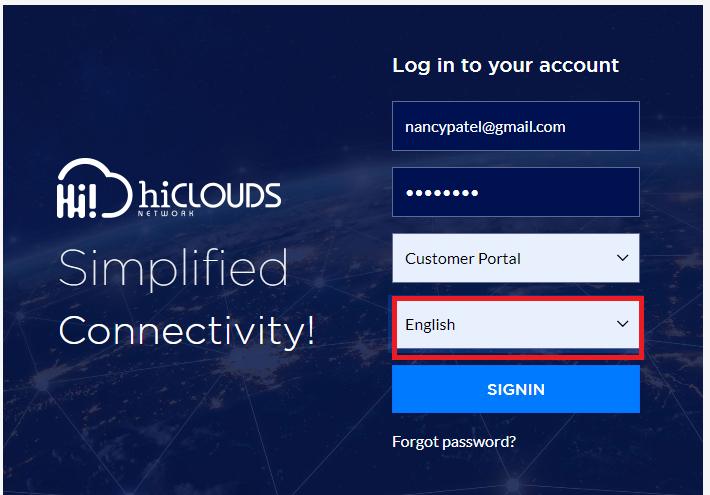 Log in to your account
nancypatel@gmail.com
Hi! hiCLOUDS
NETWORK
Simplified
Connectivity!
Customer Portal
English
SIGNIN
Forgot password?